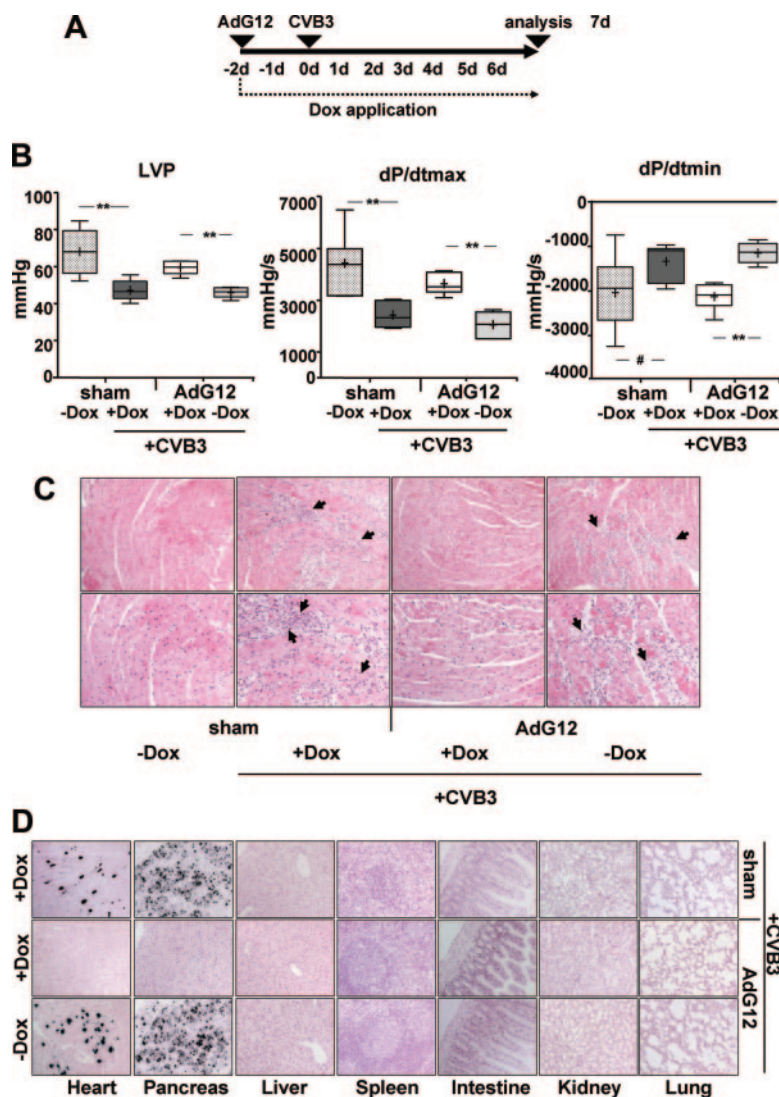 A
AdG12 CVB3 analysis 7d
-2d -1d 0d 1d 2d 3d 4d 5d 6d
Dox application
B
LVP
mmHg
100
80
60
40
20
0
**
**
sham AdG12
-Dox +Dox +Dox -Dox
+CVB3
dP/dtmax
mmHg/s
7000
5000
3000
1000
**
**
sham AdG12
-Dox +Dox +Dox -Dox
+CVB3
dP/dtmin
mmHg/s
-1000
-2000
-3000
-4000
#
**
sham AdG12
-Dox +Dox +Dox -Dox
+CVB3
C
sham AdG12
-Dox +Dox +Dox -Dox
+CVB3
D
+Dox
+Dox
-Dox
sham
AdG12
+CVB3
Heart Pancreas Liver Spleen Intestine Kidney Lung